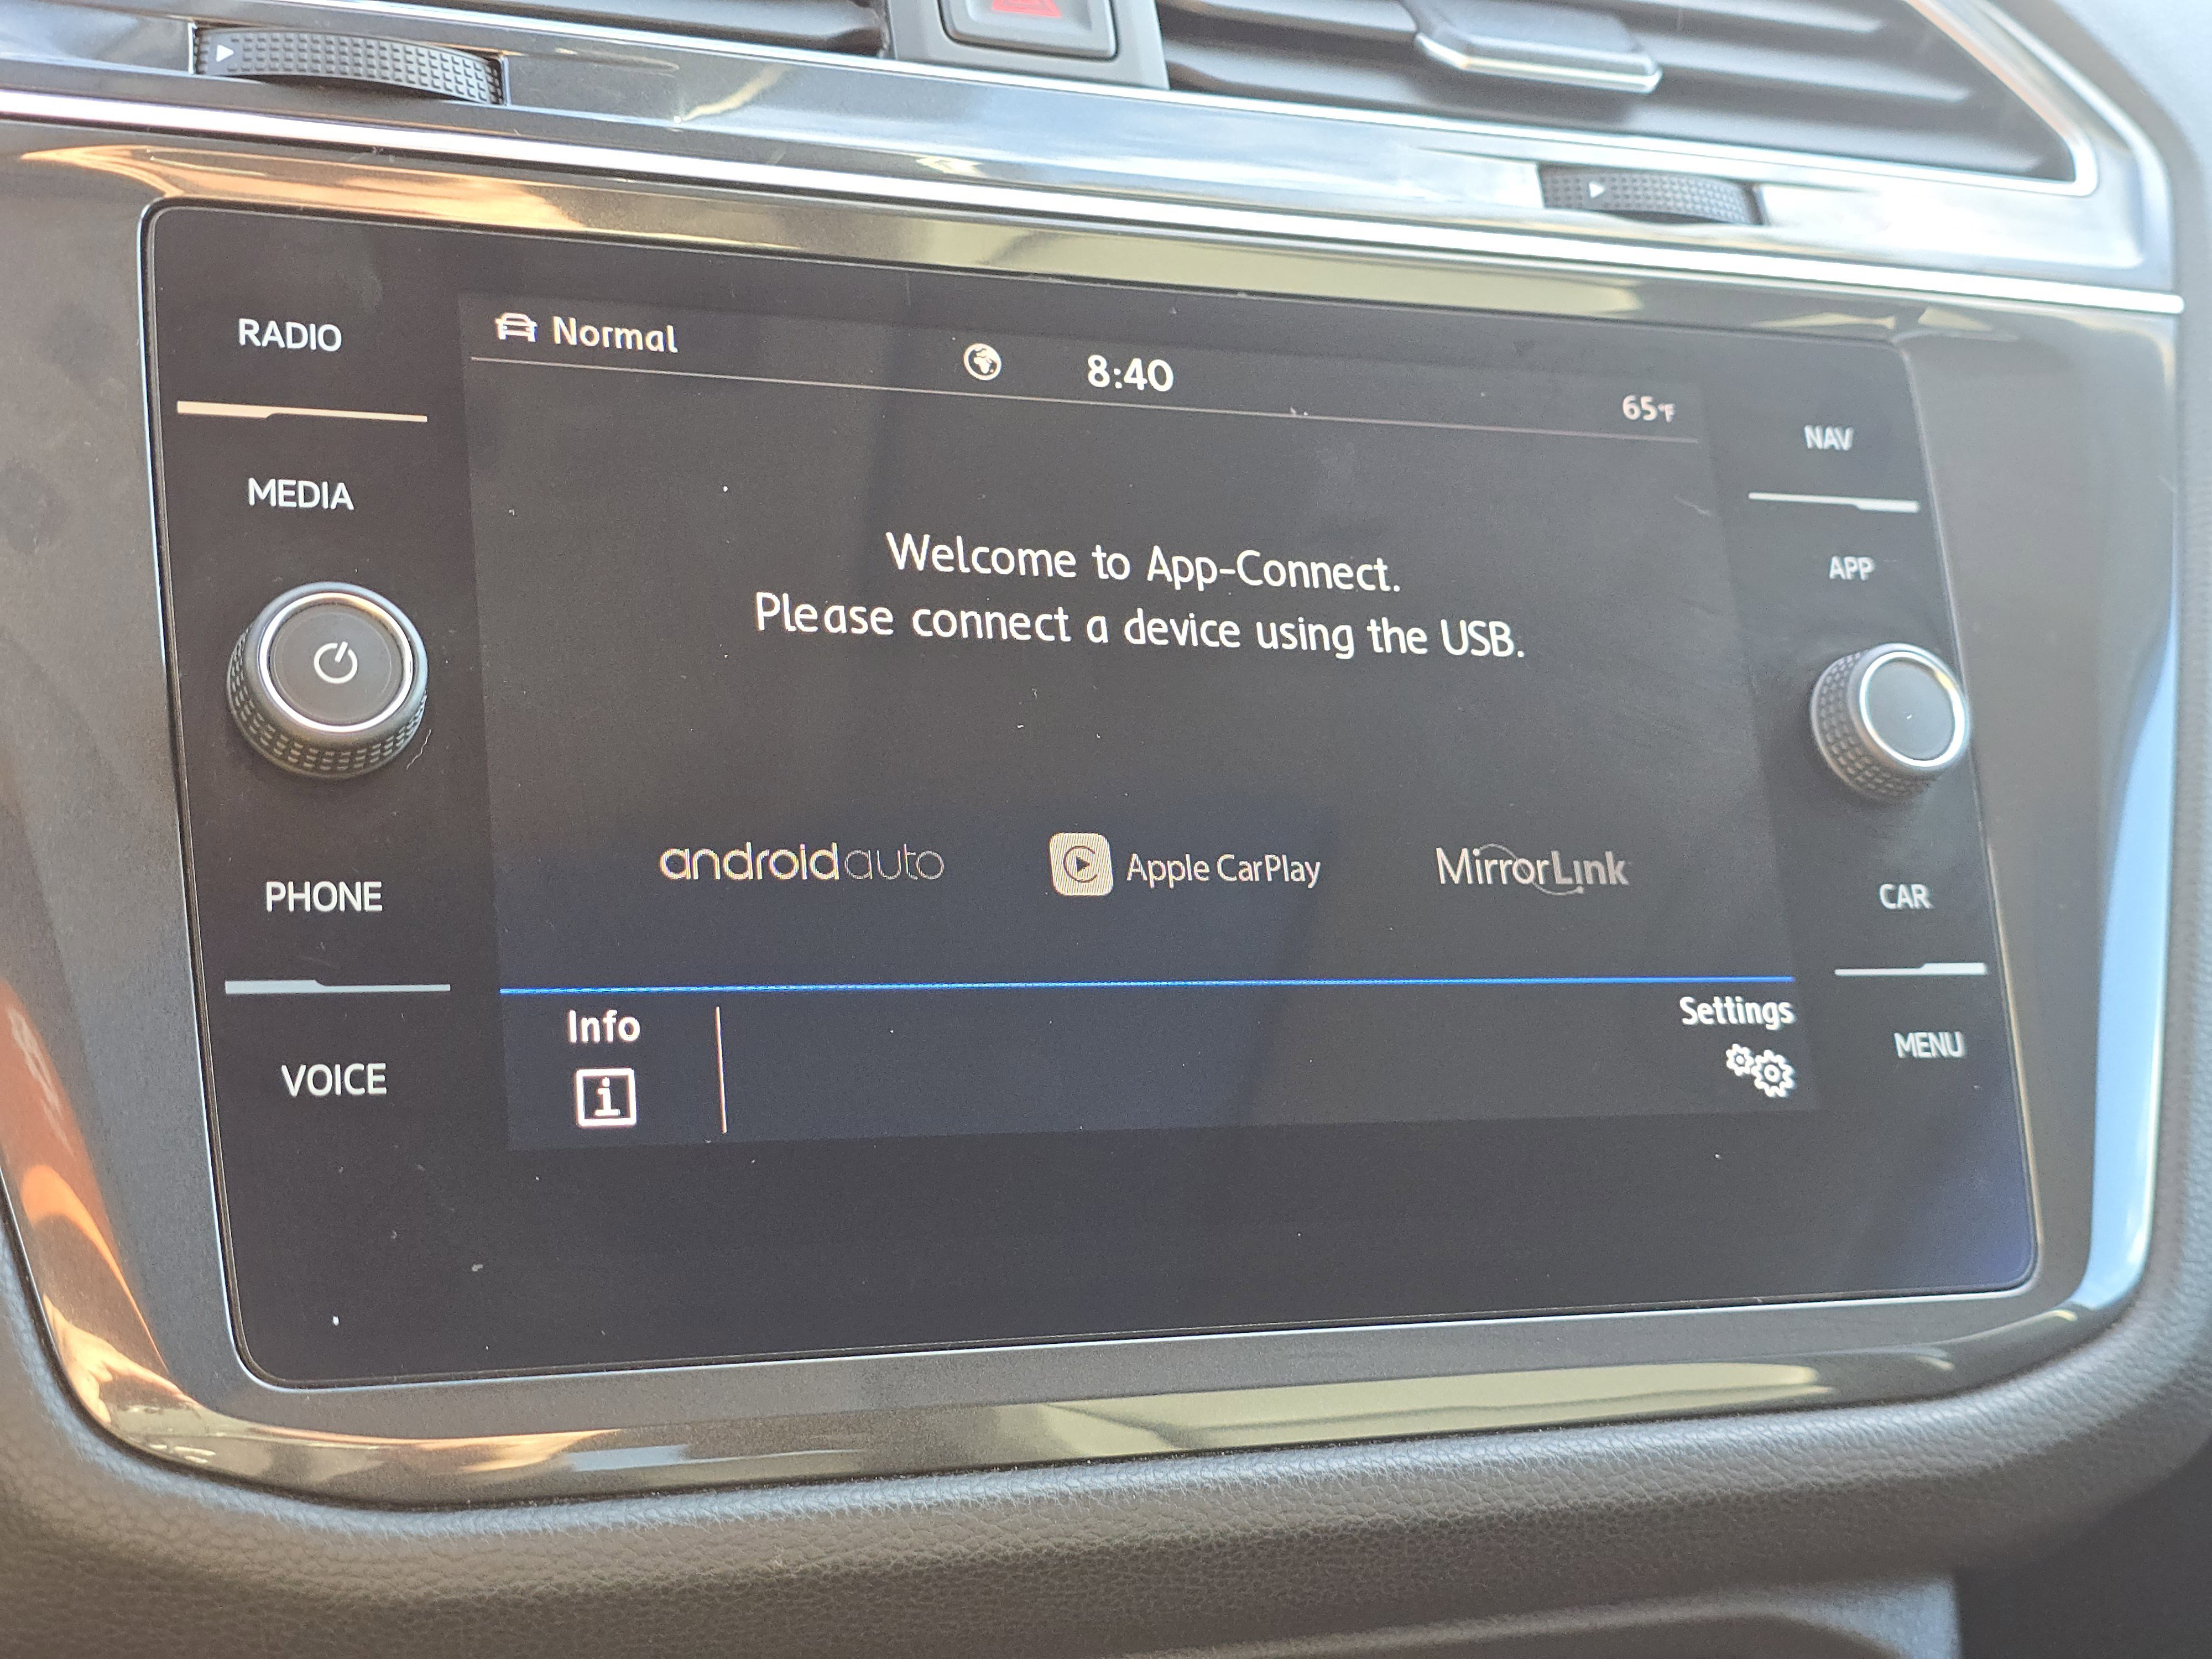 RADIO
MEDIA
PHONE
VOICE
Normal
8:40
65°F
Welcome to App-Connect.
Please connect a device using the USB.
androidauto
Apple CarPlay
MirrorLink
Info
i
Settings
NAV
APP
CAR
MENU